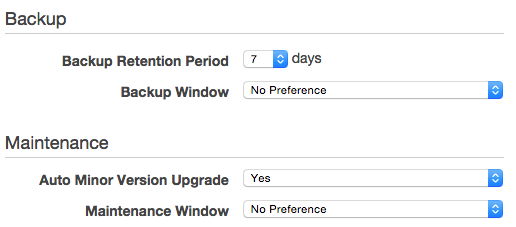 Backup
Backup Retention Period 7 days
Backup Window No Preference
Maintenance
Auto Minor Version Upgrade Yes
Maintenance Window No Preference